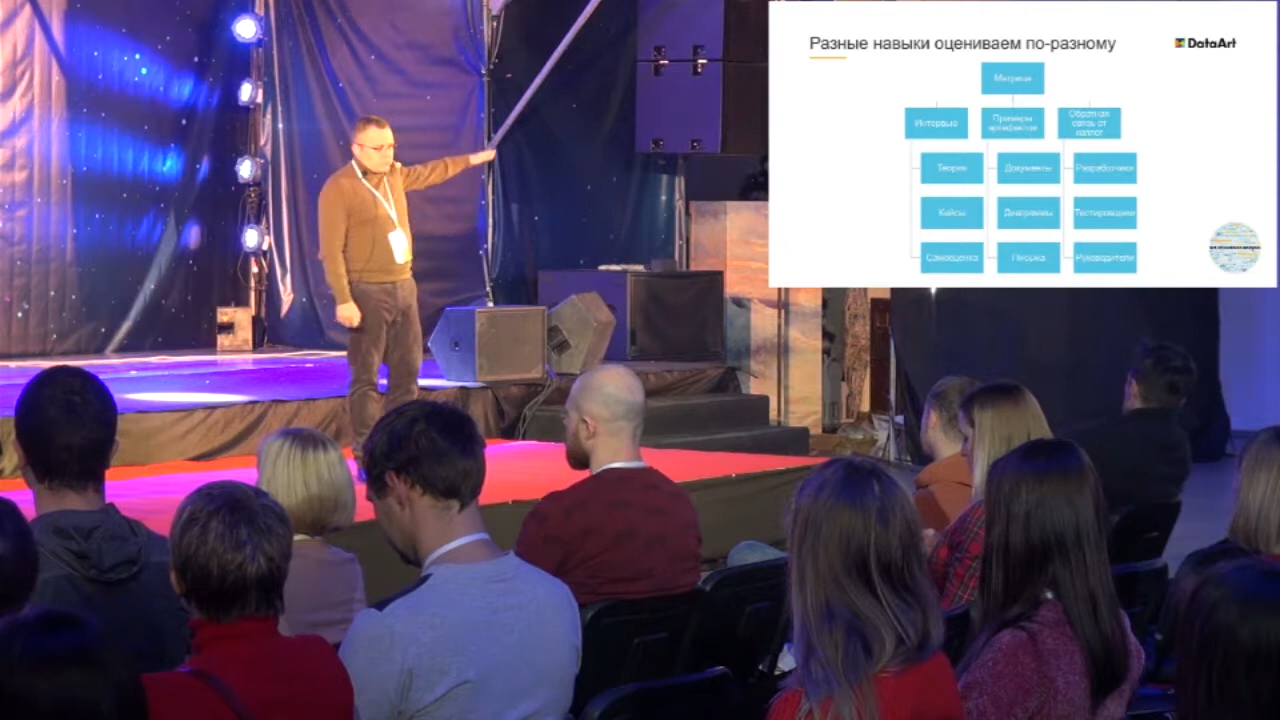 Разные навыки оцениваем по-разному
DataArt
Матрица
Интервью
Примеры
артефактов
Обратная
связь от
коллег
Теория
Документы
Разработчики
Кейсы
Диаграммы
Тестировщики
Самооценка
Письма
Руководители